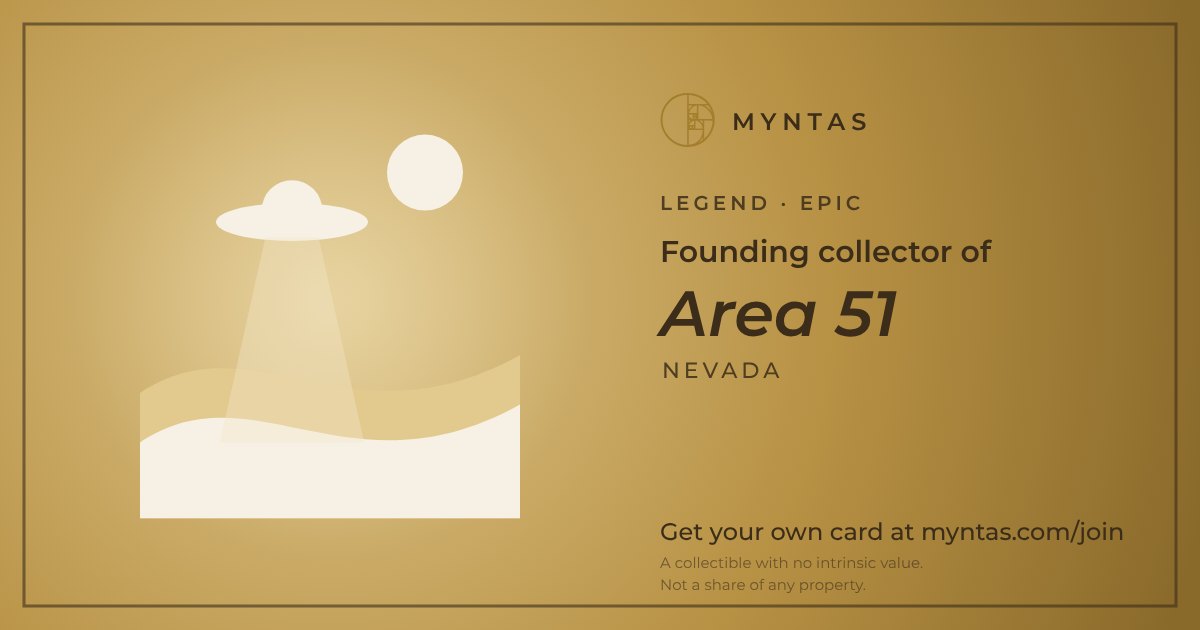 MYNTAS
LEGEND · EPIC
Founding collector of
Area 51
NEVADA
Get your own card at myntas.com/join
A collectible with no intrinsic value.
Not a share of any property.